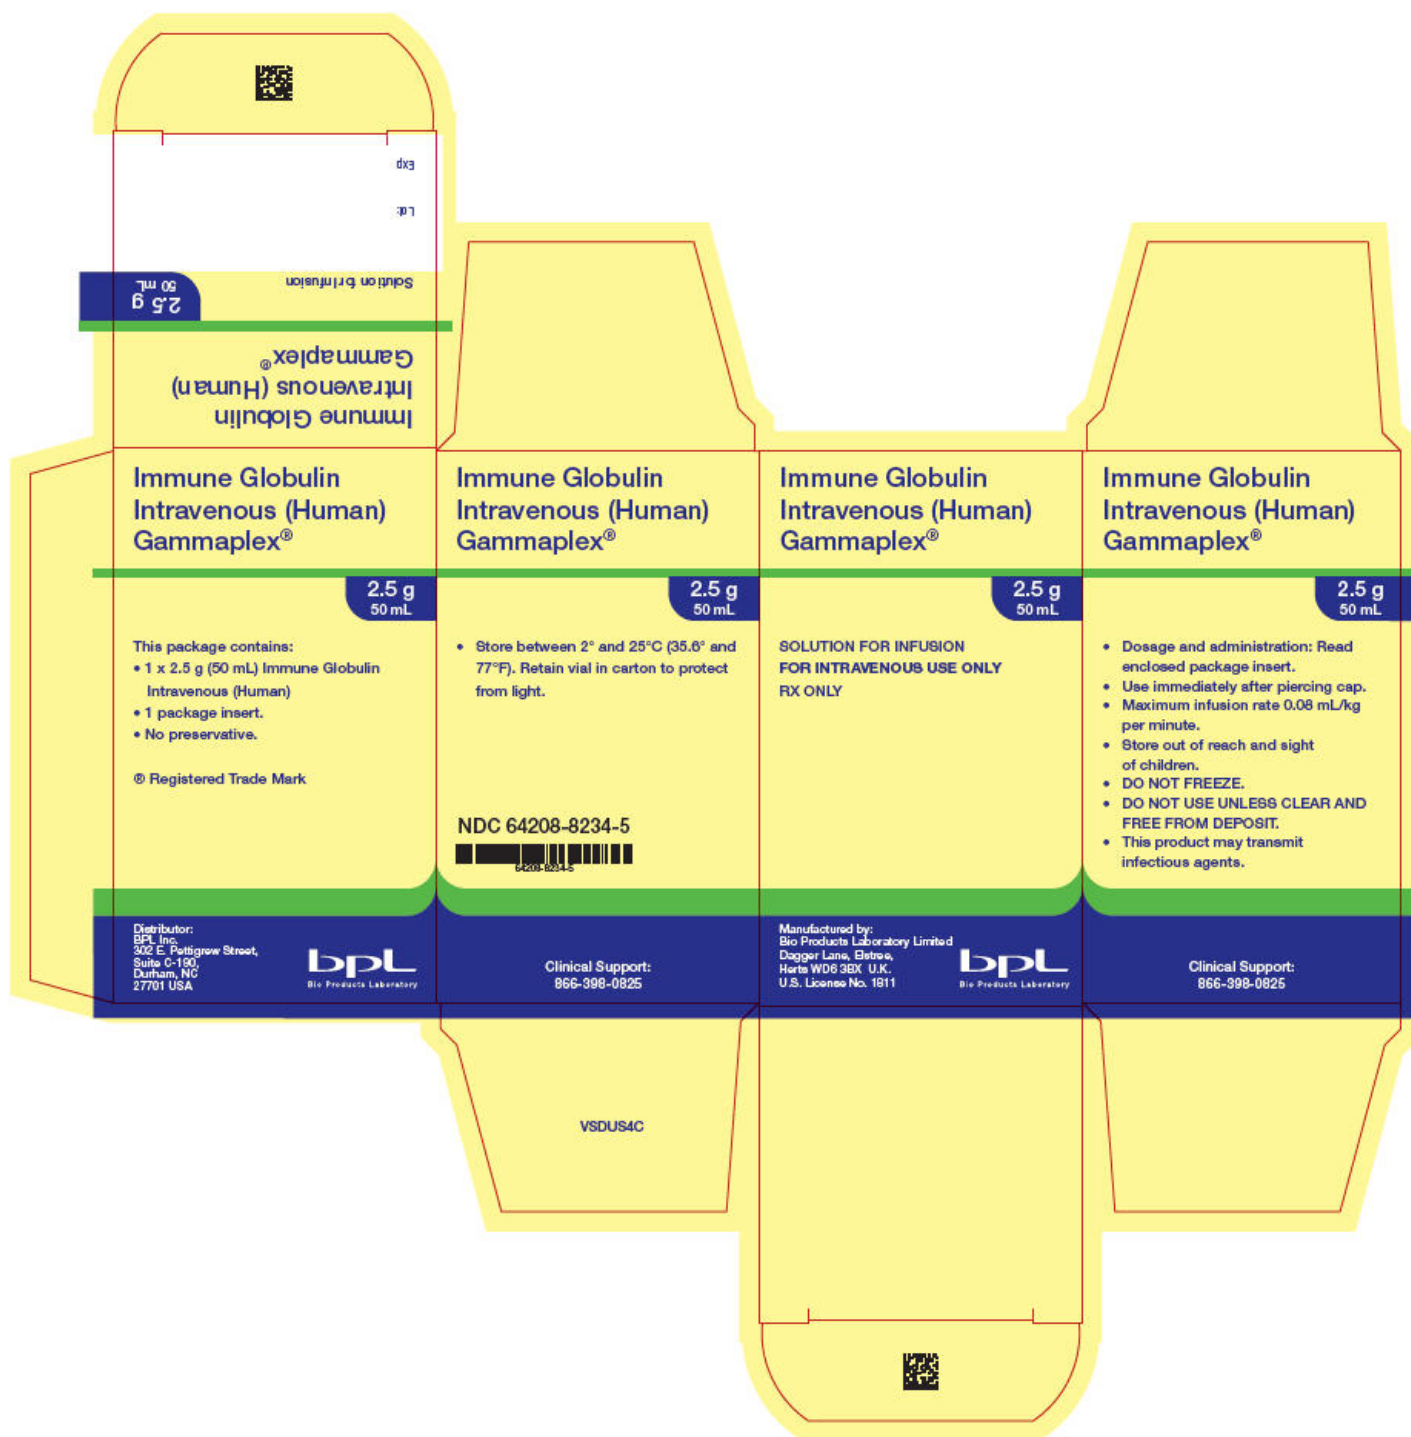 Exp
Lot:
Solution for Infusion
2.5 g
50 mL
Immune Globulin
Intravenous (Human)
Gammaplex®
Immune Globulin
Intravenous (Human)
Gammaplex®
2.5 g
50 mL
This package contains:
• 1 x 2.5 g (50 mL) Immune Globulin
Intravenous (Human)
• 1 package insert.
• No preservative.
® Registered Trade Mark
Distributor:
BPL Inc.
302 E. Pettigrew Street,
Suite C-190,
Durham, NC
27701 USA
bpl
Bio Products Laboratory
Immune Globulin
Intravenous (Human)
Gammaplex®
2.5 g
50 mL
• Store between 2° and 25°C (35.6° and
77°F). Retain vial in carton to protect
from light.
NDC 64208-8234-5
64208-8234-5
Clinical Support:
866-398-0825
VSDUS4C
Immune Globulin
Intravenous (Human)
Gammaplex®
2.5 g
50 mL
SOLUTION FOR INFUSION
FOR INTRAVENOUS USE ONLY
RX ONLY
Manufactured by:
Bio Products Laboratory Limited
Dagger Lane, Elstree,
Herts WD6 3BX U.K.
U.S. License No. 1811
bpl
Bio Products Laboratory
Immune Globulin
Intravenous (Human)
Gammaplex®
2.5 g
50 mL
• Dosage and administration: Read
enclosed package insert.
• Use immediately after piercing cap.
• Maximum infusion rate 0.08 mL/kg
per minute.
• Store out of reach and sight
of children.
• DO NOT FREEZE.
• DO NOT USE UNLESS CLEAR AND
FREE FROM DEPOSIT.
• This product may transmit
infectious agents.
Clinical Support:
866-398-0825